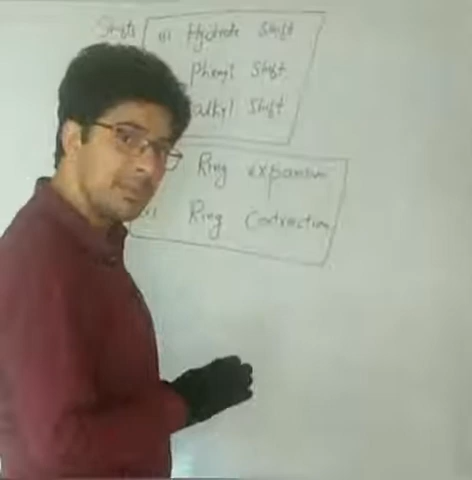 Shifts (i) Hydride Shift
Phenyl Shift
alkyl Shift
Ring expansion
Ring Contraction